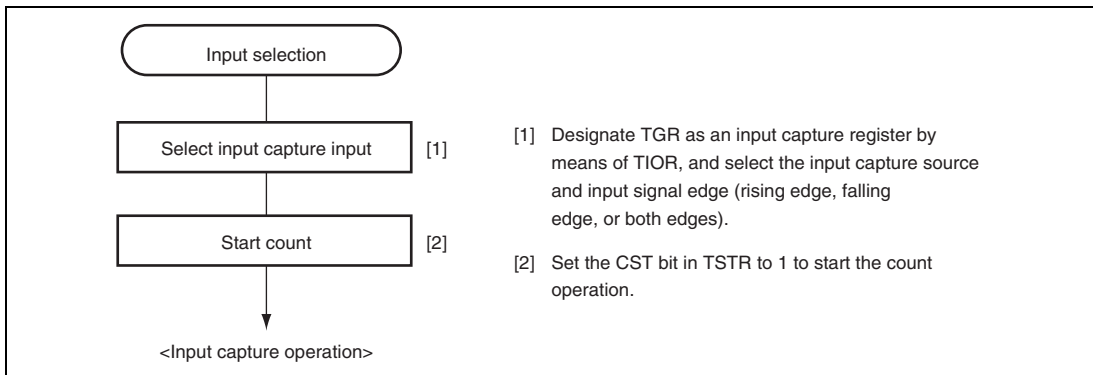 Input selection
Select input capture input
[1]
Start count
[2]
<Input capture operation>
[1] Designate TGR as an input capture register by
means of TIOR, and select the input capture source
and input signal edge (rising edge, falling
edge, or both edges).
[2] Set the CST bit in TSTR to 1 to start the count
operation.